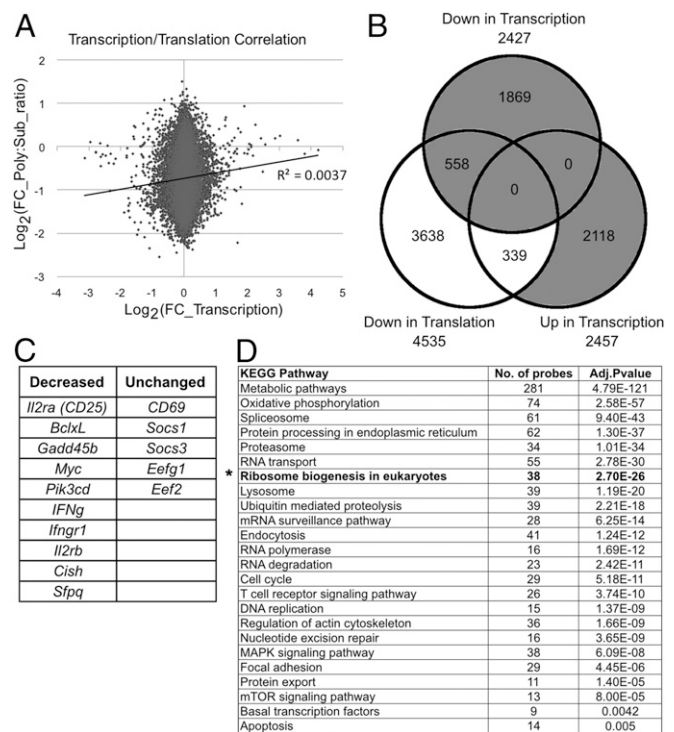 A
Transcription/Translation Correlation
Log2(FC_Poly:Sub_ratio)
2
1
0
-1
-2
-3
R² = 0.0037
-4 -3 -2 -1 0 1 2 3 4 5
Log2(FC_Transcription)
B
Down in Transcription
2427
1869
558
0
0
3638
339
2118
Down in Translation
4535
Up in Transcription
2457
C
Decreased Unchanged
Il2ra (CD25) CD69
BclxL Socs1
Gadd45b Socs3
Myc Eefg1
Pik3cd Eef2
IFNg
Ifngr1
Il2rb
Cish
Sfpq
D
KEGG Pathway No. of probes Adj.Pvalue
Metabolic pathways 281 4.79E-121
Oxidative phosphorylation 74 2.58E-57
Spliceosome 61 9.40E-43
Protein processing in endoplasmic reticulum 62 1.30E-37
Proteasome 34 1.01E-34
RNA transport 55 2.78E-30
* Ribosome biogenesis in eukaryotes 38 2.70E-26
Lysosome 39 1.19E-20
Ubiquitin mediated proteolysis 39 2.21E-18
mRNA surveillance pathway 28 6.25E-14
Endocytosis 41 1.24E-12
RNA polymerase 16 1.69E-12
RNA degradation 23 2.42E-11
Cell cycle 29 5.18E-11
T cell receptor signaling pathway 26 3.74E-10
DNA replication 15 1.37E-09
Regulation of actin cytoskeleton 36 1.66E-09
Nucleotide excision repair 16 3.65E-09
MAPK signaling pathway 38 6.09E-08
Focal adhesion 29 4.45E-06
Protein export 11 1.40E-05
mTOR signaling pathway 13 8.00E-05
Basal transcription factors 9 0.0042
Apoptosis 14 0.005